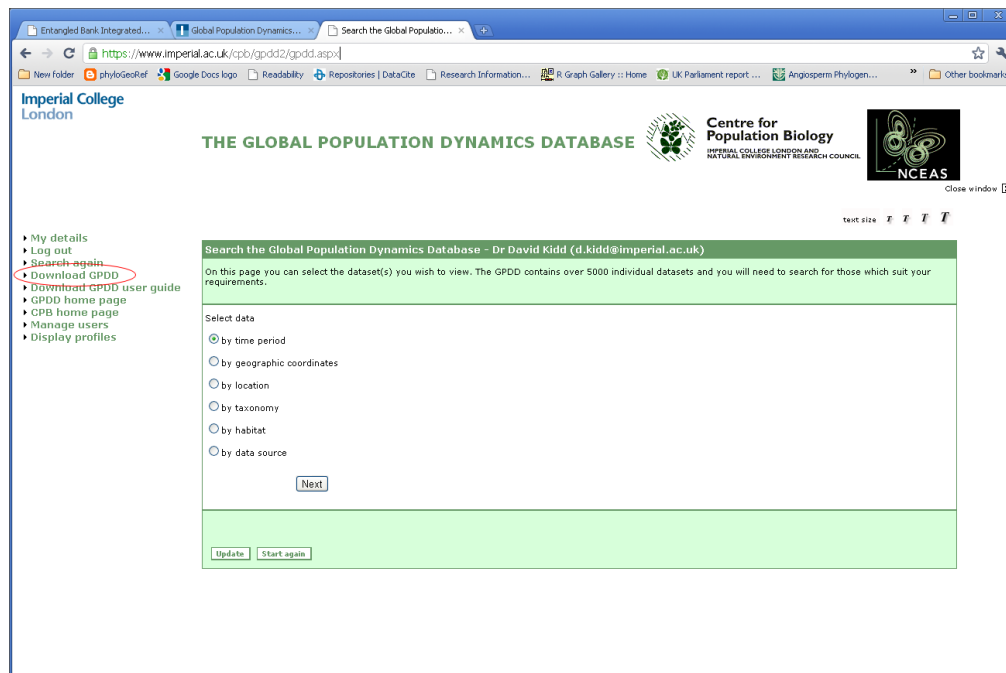 Entangled Bank Integrated...
Global Population Dynamics...
Search the Global Populatio...
https://www.imperial.ac.uk/cpb/gpdd2/gpdd.aspx
New folder
phyloGeoRef
Google Docs logo
Readability
Repositories | DataCite
Research Information...
R Graph Gallery :: Home
UK Parliament report ...
Angiosperm Phylogen...
»
Other bookmarks
Imperial College
London
THE GLOBAL POPULATION DYNAMICS DATABASE
Centre for
Population Biology
IMPERIAL COLLEGE LONDON AND
NATURAL ENVIRONMENT RESEARCH COUNCIL
NCEAS
Close window
text size T T T T
My details
Log out
Search again
Download GPDD
Download GPDD user guide
GPDD home page
CPB home page
Manage users
Display profiles
Search the Global Population Dynamics Database - Dr David Kidd (d.kidd@imperial.ac.uk)
On this page you can select the dataset(s) you wish to view. The GPDD contains over 5000 individual datasets and you will need to search for those which suit your
requirements.
Select data
by time period
by geographic coordinates
by location
by taxonomy
by habitat
by data source
Next
Update
Start again